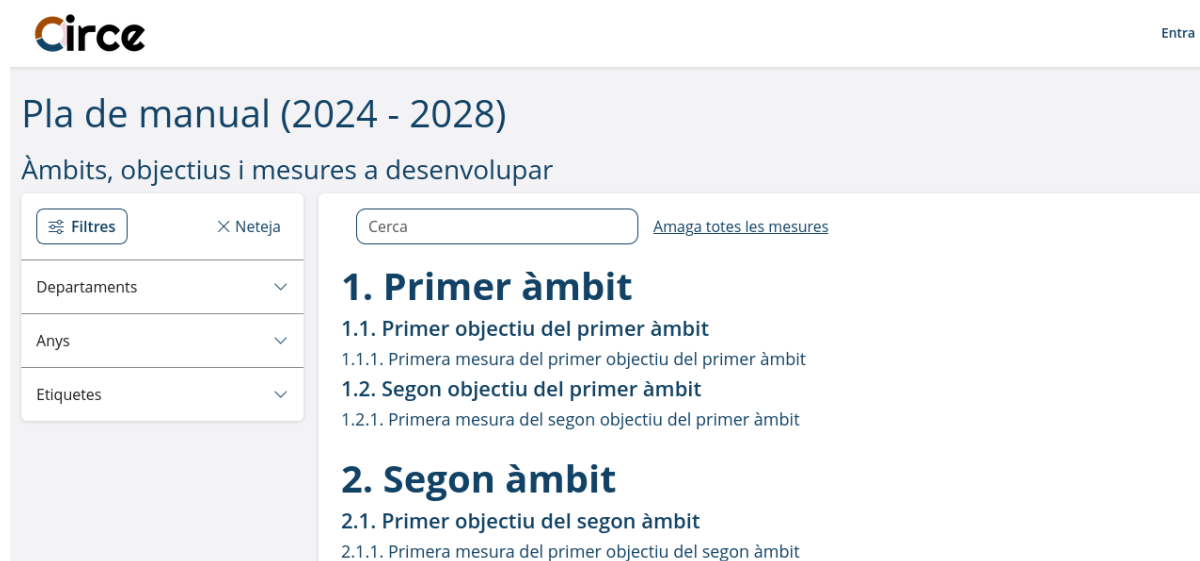 Circe
Entra
Pla de manual (2024 - 2028)
Àmbits, objectius i mesures a desenvolupar
Filtres
Neteja
Departaments
Anys
Etiquetes
Cerca
Amaga totes les mesures
1. Primer àmbit
1.1. Primer objectiu del primer àmbit
1.1.1. Primera mesura del primer objectiu del primer àmbit
1.2. Segon objectiu del primer àmbit
1.2.1. Primera mesura del segon objectiu del primer àmbit
2. Segon àmbit
2.1. Primer objectiu del segon àmbit
2.1.1. Primera mesura del primer objectiu del segon àmbit